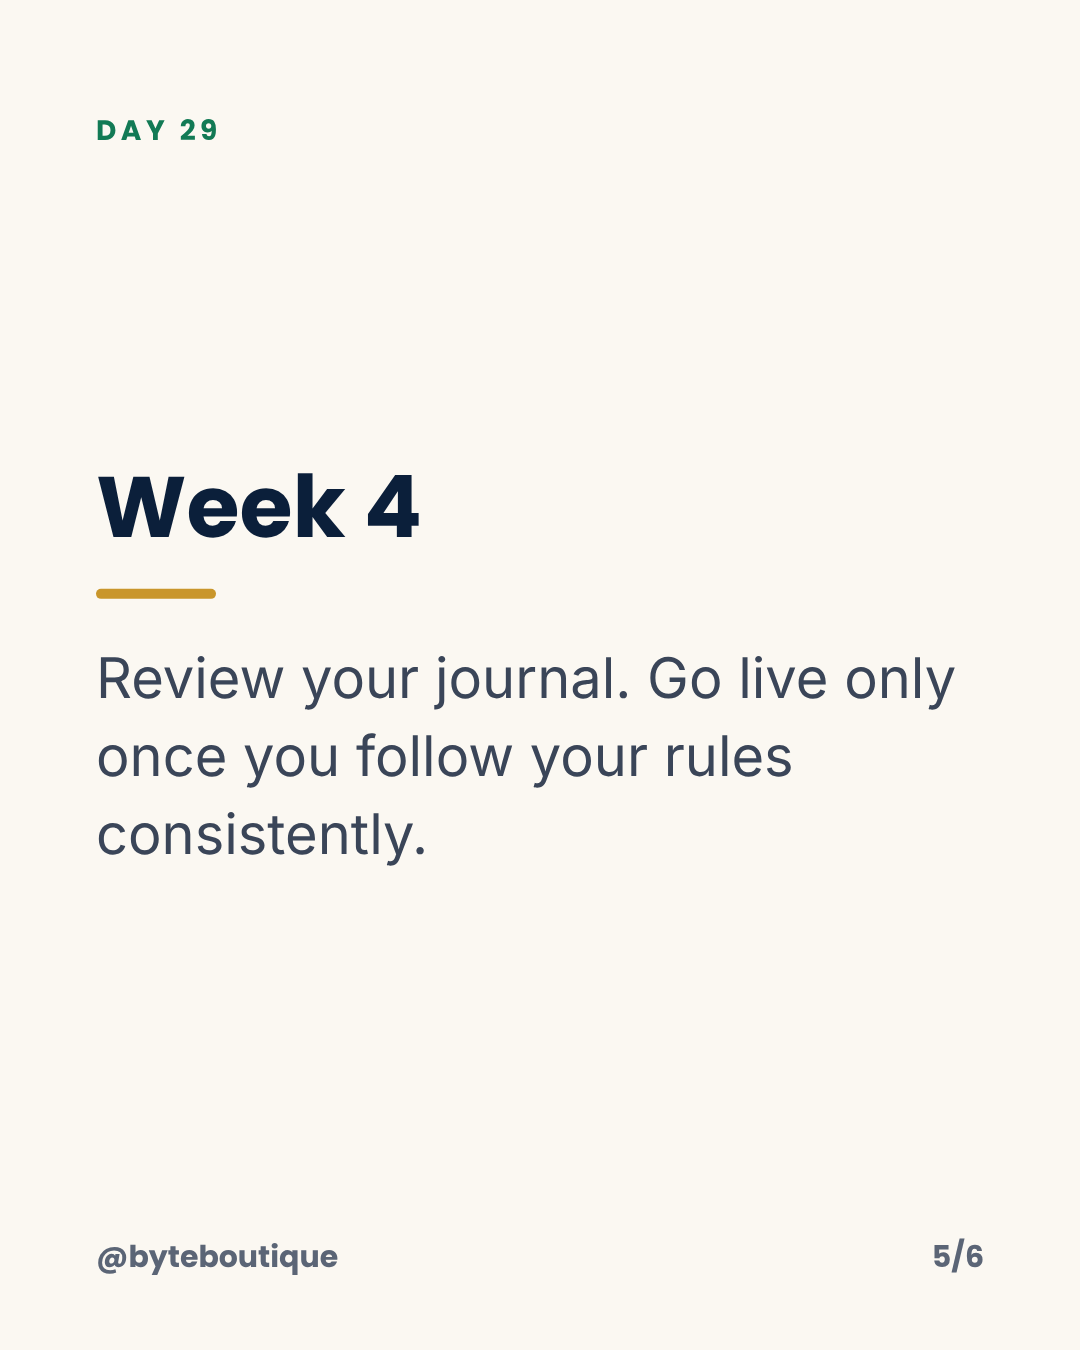 DAY 29
Week 4
Review your journal. Go live only
once you follow your rules
consistently.
@byteboutique
5/6